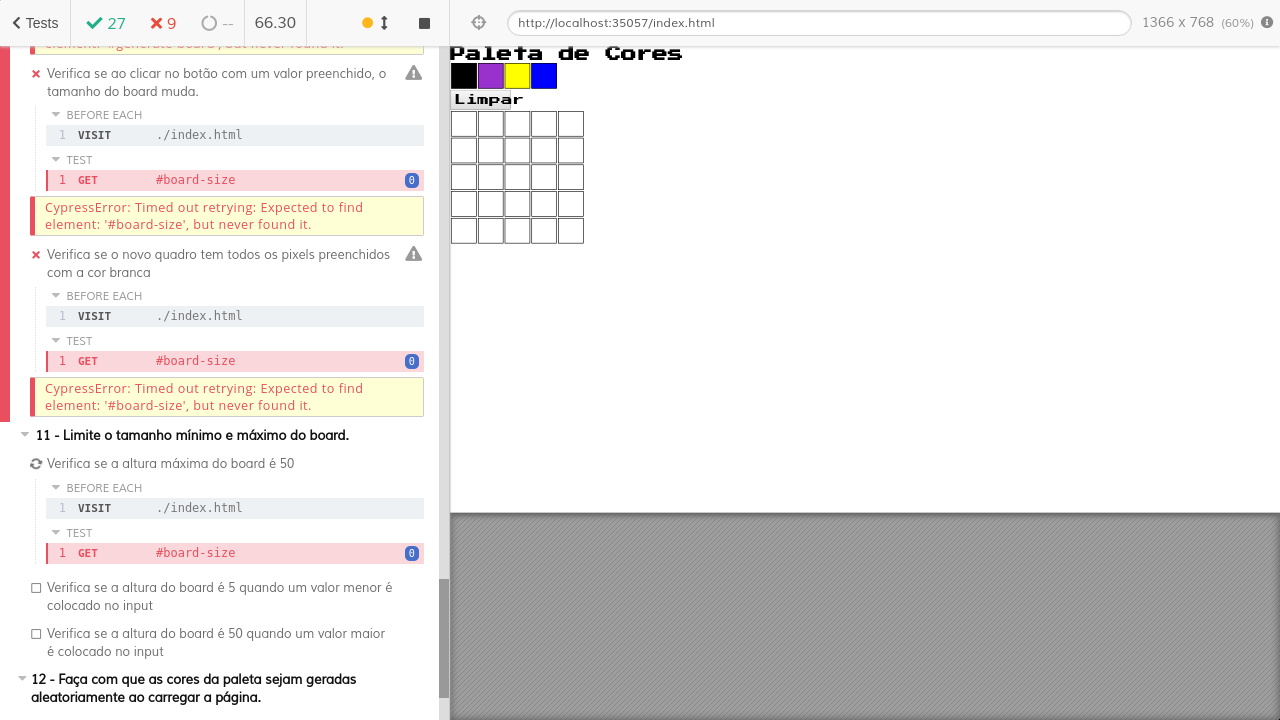 Tests
27
9
--
66.30
http://localhost:35057/index.html
1366 x 768 (60%)
element: '#generate-board', but never found it.
Verifica se ao clicar no botão com um valor preenchido, o
tamanho do board muda.
BEFORE EACH
1 VISIT ./index.html
TEST
1 GET #board-size 0
CypressError: Timed out retrying: Expected to find
element: '#board-size', but never found it.
Verifica se o novo quadro tem todos os pixels preenchidos
com a cor branca
BEFORE EACH
1 VISIT ./index.html
TEST
1 GET #board-size 0
CypressError: Timed out retrying: Expected to find
element: '#board-size', but never found it.
11 - Limite o tamanho mínimo e máximo do board.
Verifica se a altura máxima do board é 50
BEFORE EACH
1 VISIT ./index.html
TEST
1 GET #board-size 0
Verifica se a altura do board é 5 quando um valor menor é
colocado no input
Verifica se a altura do board é 50 quando um valor maior
é colocado no input
12 - Faça com que as cores da paleta sejam geradas
aleatoriamente ao carregar a página.
Paleta de Cores
Limpar